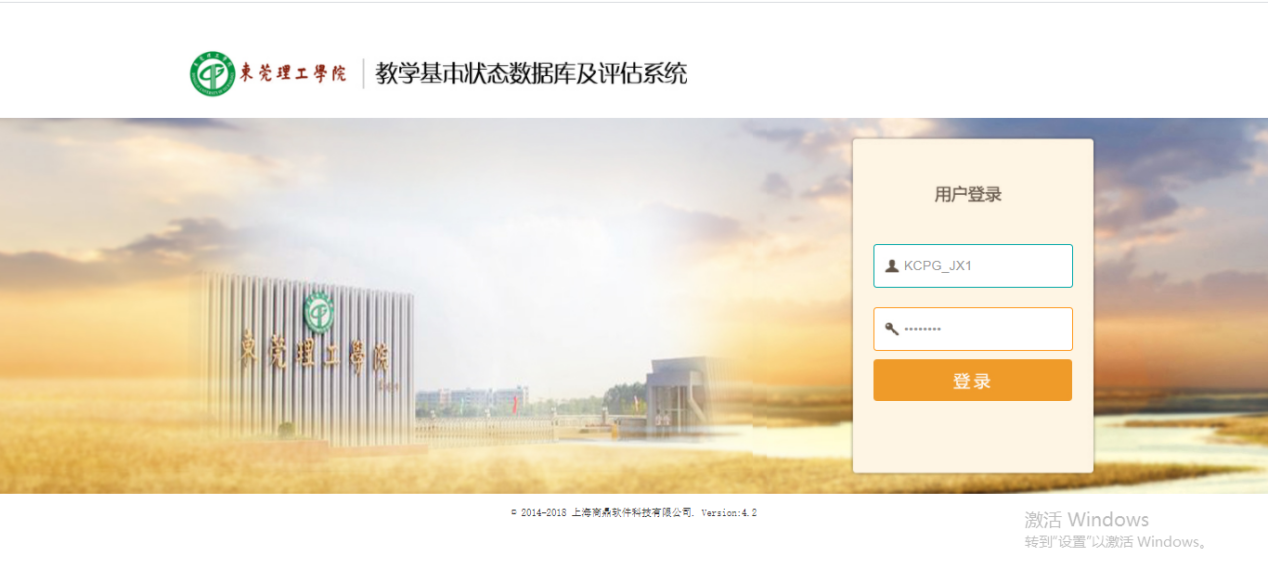 東莞理工學院 教学基本状态数据库及评估系统
用户登录
KCPG_JX1
••••••••
登录
東莞理工學院
© 2014-2018 上海商鼎软件科技有限公司. Version:4.2
激活 Windows
转到"设置"以激活 Windows。